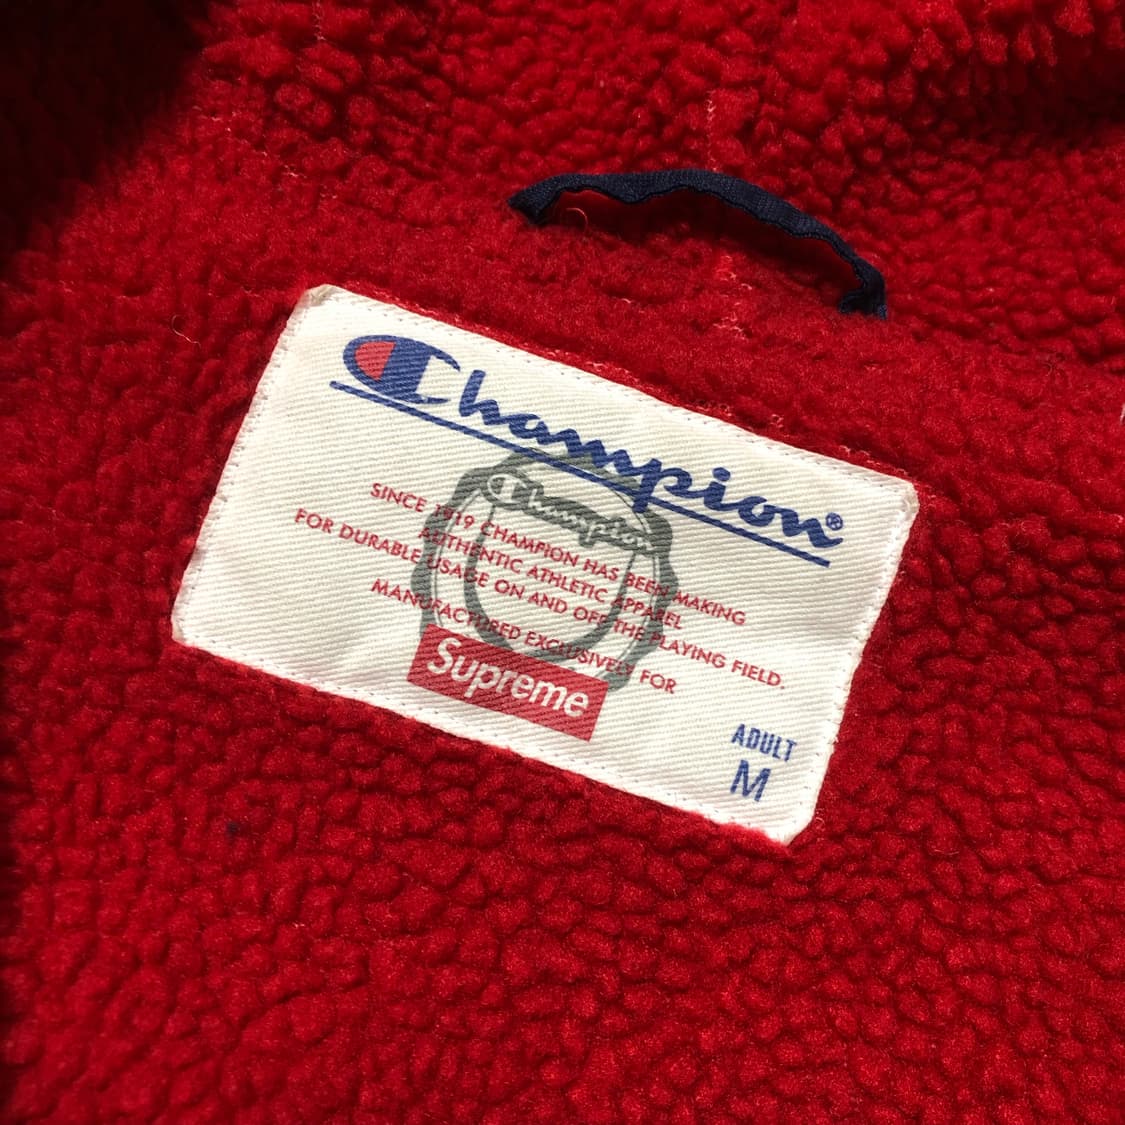 Champion®
Champion
SINCE 1919 CHAMPION HAS BEEN MAKING
AUTHENTIC ATHLETIC APPAREL
FOR DURABLE USAGE ON AND OFF THE PLAYING FIELD.
MANUFACTURED EXCLUSIVELY FOR
Supreme
ADULT
M